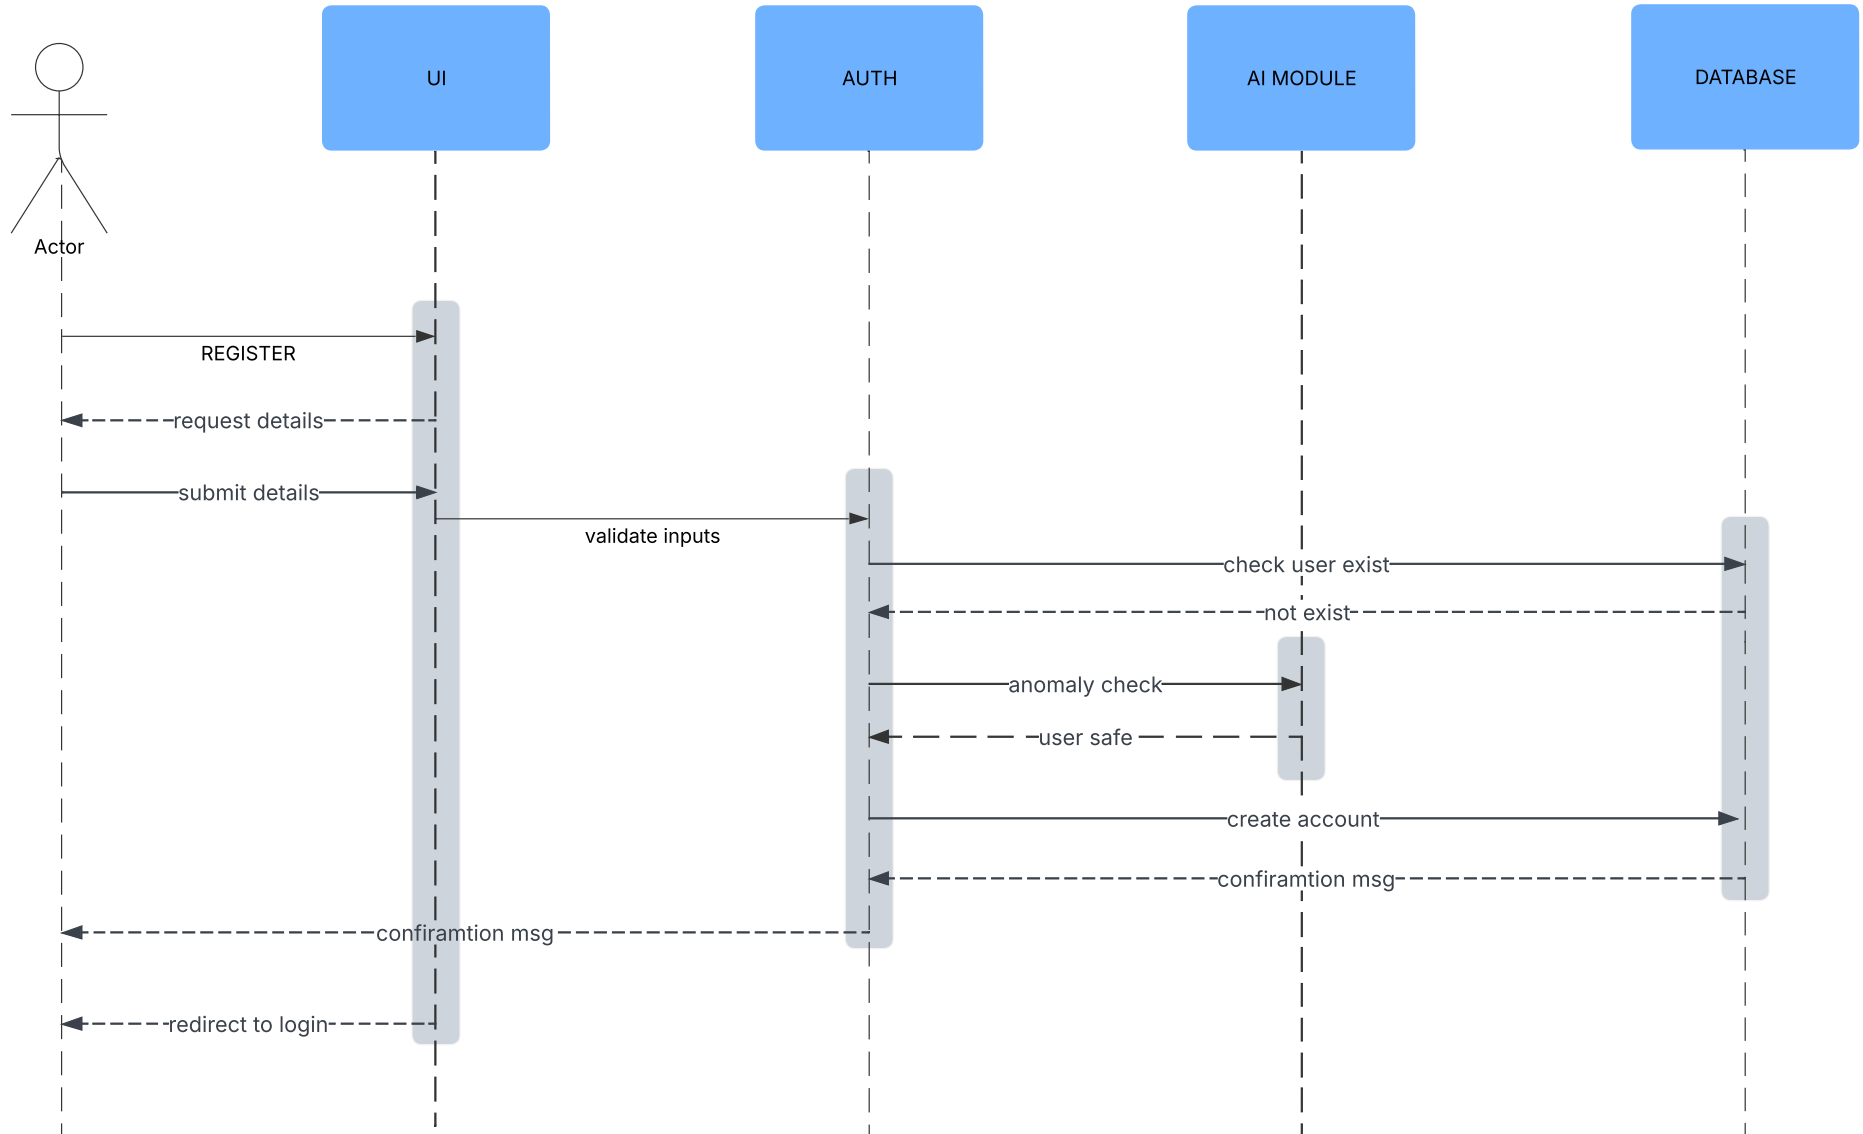 UI
AUTH
AI MODULE
DATABASE
Actor
REGISTER
request details
submit details
validate inputs
check user exist
not exist
anomaly check
user safe
create account
confiramtion msg
confiramtion msg
redirect to login